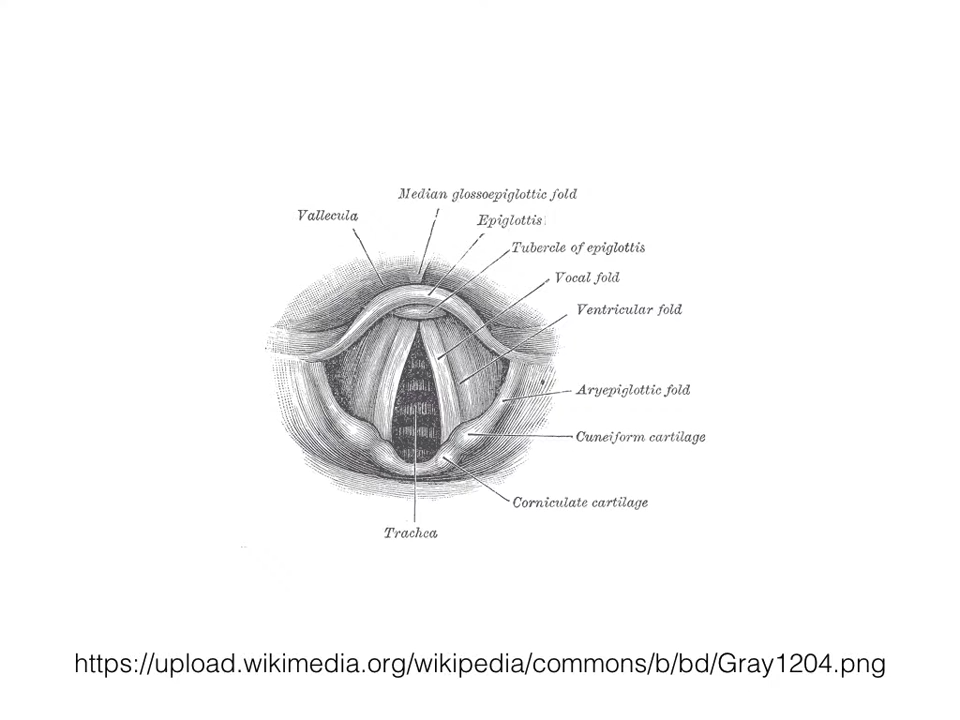 Median glossoepiglottic fold
Vallecula
Epiglottis
Tubercle of epiglottis
Vocal fold
Ventricular fold
Aryepiglottic fold
Cuneiform cartilage
Corniculate cartilage
Trachea
https://upload.wikimedia.org/wikipedia/commons/b/bd/Gray1204.png